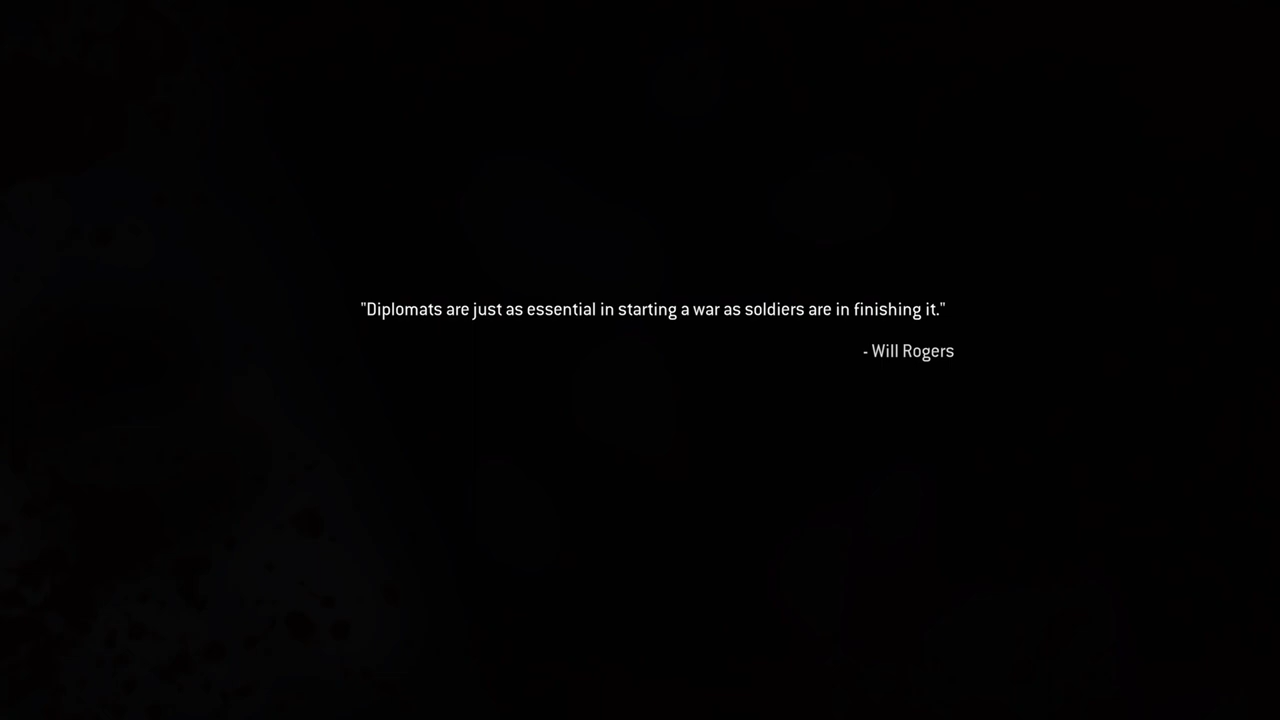 "Diplomats are just as essential in starting a war as soldiers are in finishing it."
- Will Rogers